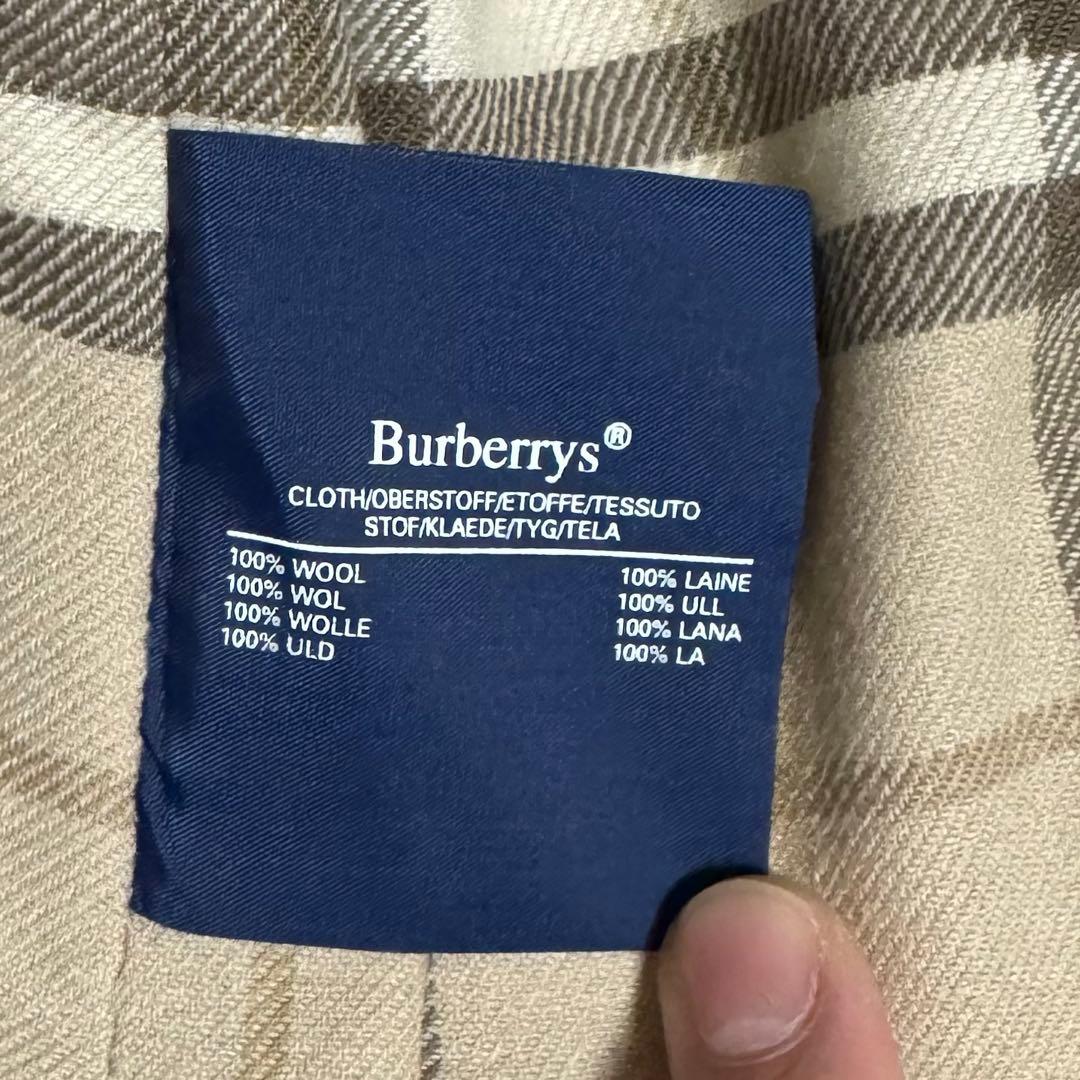 Burberrys®
CLOTH/OBERSTOFF/ETOFFE/TESSUTO
STOF/KLAEDE/TYG/TELA
100% WOOL
100% WOL
100% WOLLE
100% ULD
100% LAINE
100% ULL
100% LANA
100% LA